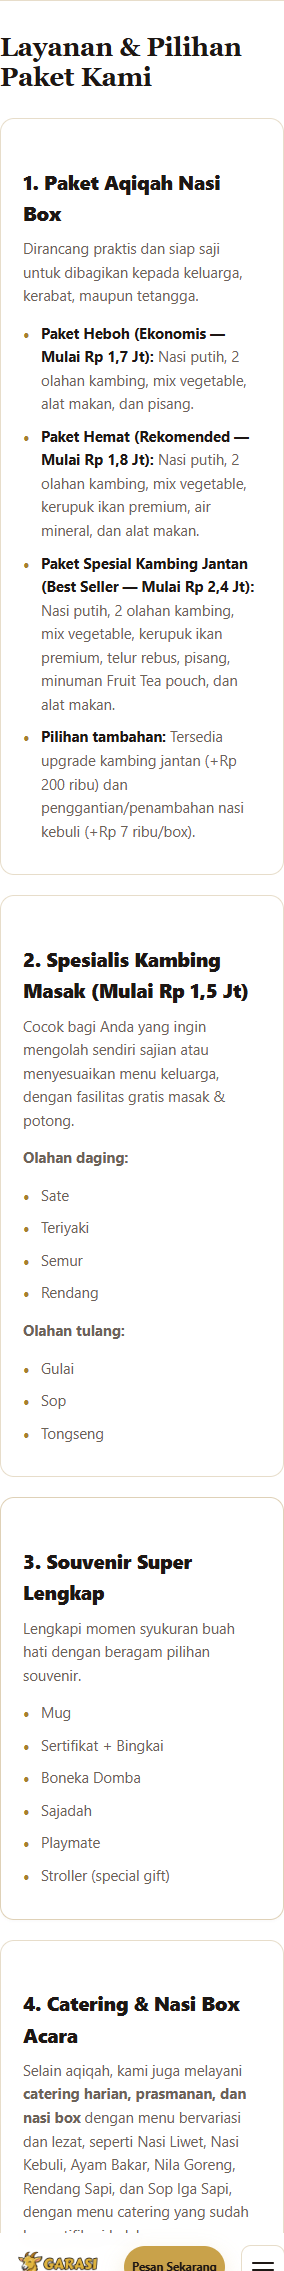 Layanan & Pilihan
Paket Kami
1. Paket Aqiqah Nasi
Box
Dirancang praktis dan siap saji
untuk dibagikan kepada keluarga,
kerabat, maupun tetangga.
• Paket Heboh (Ekonomis —
Mulai Rp 1,7 Jt): Nasi putih, 2
olahan kambing, mix vegetable,
alat makan, dan pisang.
• Paket Hemat (Rekomended —
Mulai Rp 1,8 Jt): Nasi putih, 2
olahan kambing, mix vegetable,
kerupuk ikan premium, air
mineral, dan alat makan.
• Paket Spesial Kambing Jantan
(Best Seller — Mulai Rp 2,4 Jt):
Nasi putih, 2 olahan kambing,
mix vegetable, kerupuk ikan
premium, telur rebus, pisang,
minuman Fruit Tea pouch, dan
alat makan.
• Pilihan tambahan: Tersedia
upgrade kambing jantan (+Rp
200 ribu) dan
penggantian/penambahan nasi
kebuli (+Rp 7 ribu/box).
2. Spesialis Kambing
Masak (Mulai Rp 1,5 Jt)
Cocok bagi Anda yang ingin
mengolah sendiri sajian atau
menyesuaikan menu keluarga,
dengan fasilitas gratis masak &
potong.
Olahan daging:
• Sate
• Teriyaki
• Semur
• Rendang
Olahan tulang:
• Gulai
• Sop
• Tongseng
3. Souvenir Super
Lengkap
Lengkapi momen syukuran buah
hati dengan beragam pilihan
souvenir.
• Mug
• Sertifikat + Bingkai
• Boneka Domba
• Sajadah
• Playmate
• Stroller (special gift)
4. Catering & Nasi Box
Acara
Selain aqiqah, kami juga melayani
catering harian, prasmanan, dan
nasi box dengan menu bervariasi
dan lezat, seperti Nasi Liwet, Nasi
Kebuli, Ayam Bakar, Nila Goreng,
Rendang Sapi, dan Sop Iga Sapi,
dengan menu catering yang sudah
GARASI
Pesan Sekarang